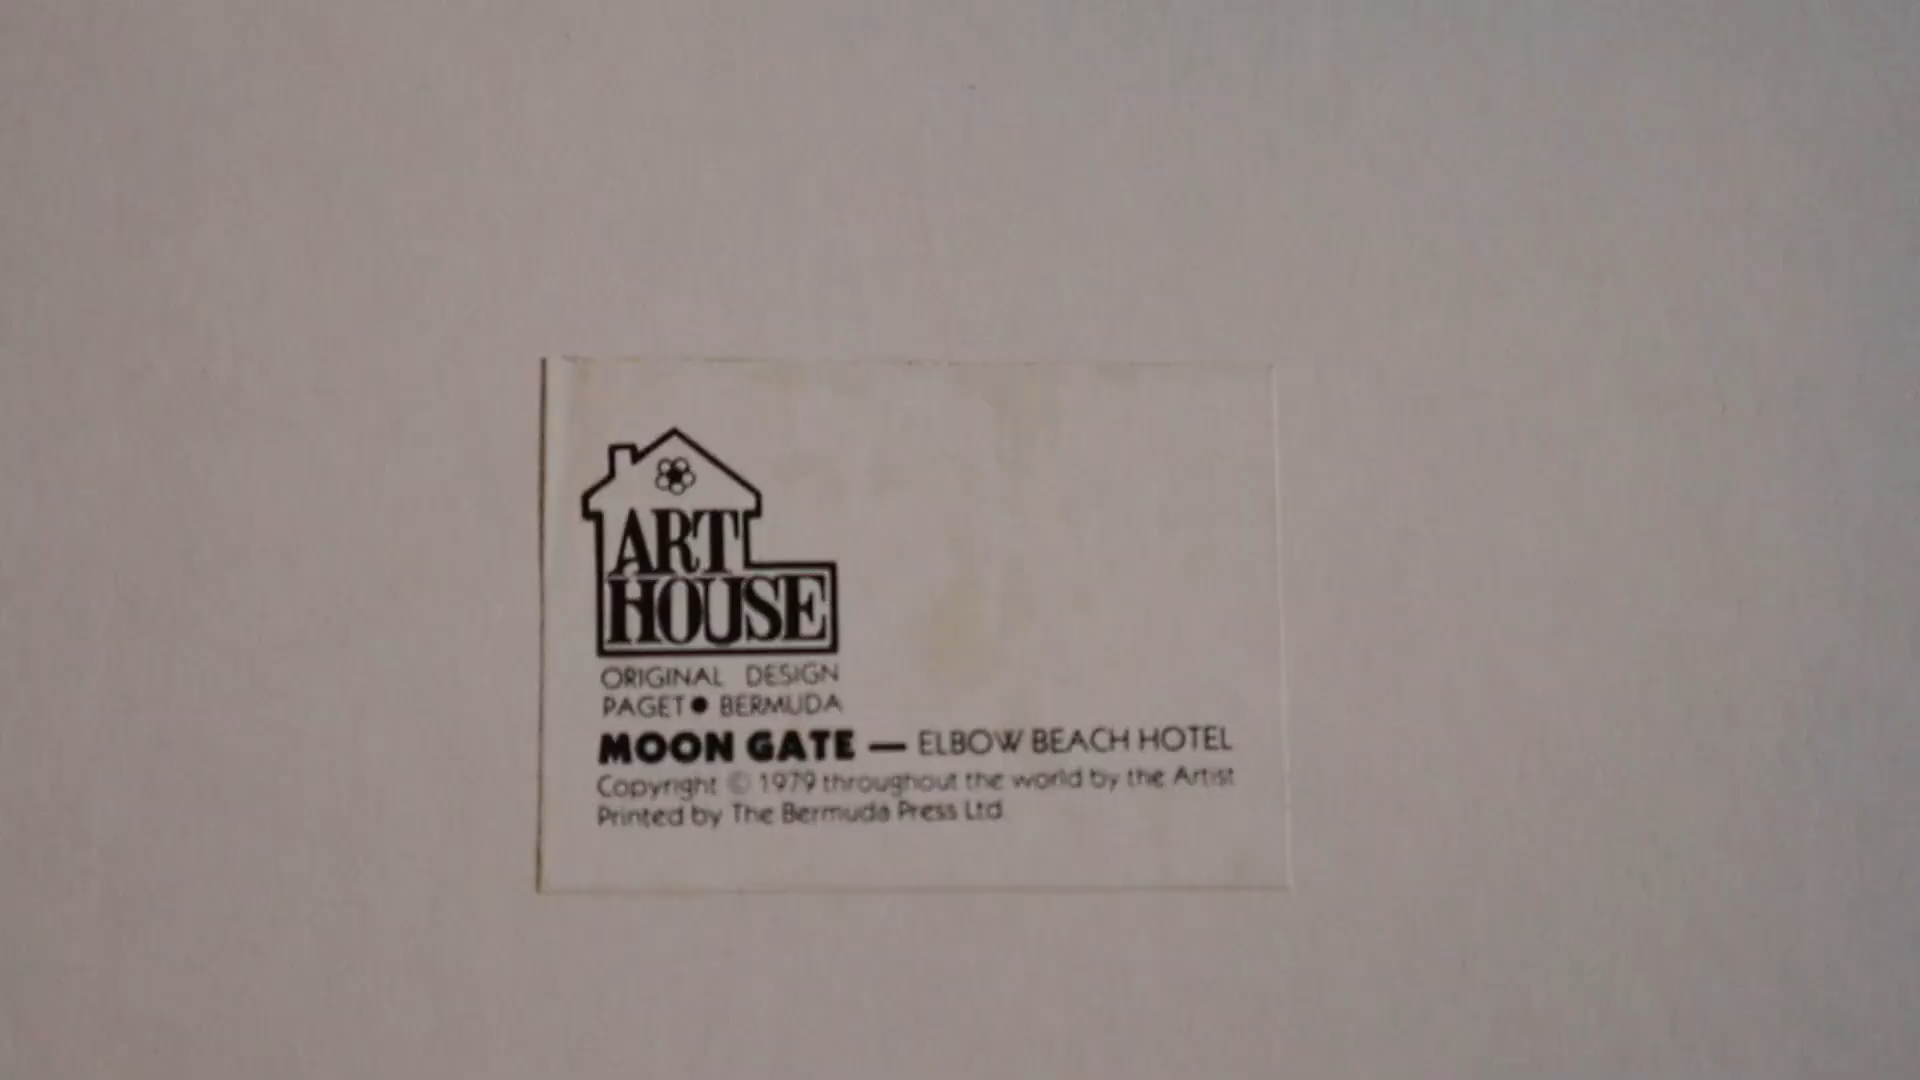 ART
HOUSE
ORIGINAL DESIGN
PAGET ● BERMUDA
MOON GATE — ELBOW BEACH HOTEL
Copyright © 1979 throughout the world by the Artist
Printed by The Bermuda Press Ltd